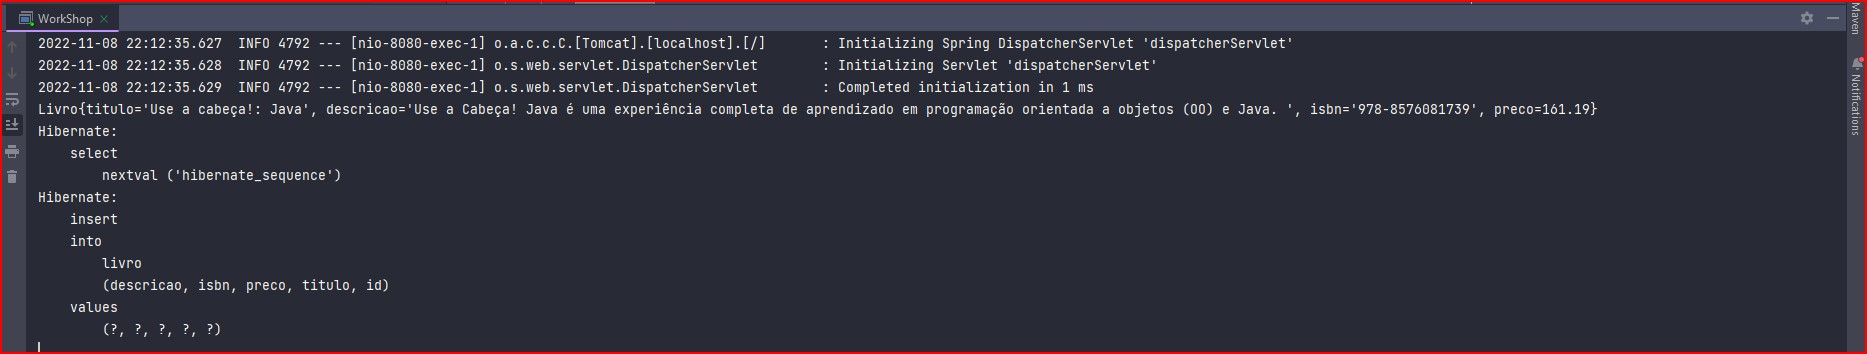 WorkShop
Maven
Notifications
2022-11-08 22:12:35.627  INFO 4792 --- [nio-8080-exec-1] o.a.c.c.C.[Tomcat].[localhost].[/]       : Initializing Spring DispatcherServlet 'dispatcherServlet'
2022-11-08 22:12:35.628  INFO 4792 --- [nio-8080-exec-1] o.s.web.servlet.DispatcherServlet        : Initializing Servlet 'dispatcherServlet'
2022-11-08 22:12:35.629  INFO 4792 --- [nio-8080-exec-1] o.s.web.servlet.DispatcherServlet        : Completed initialization in 1 ms
Livro{titulo='Use a cabeça!: Java', descricao='Use a Cabeça! Java é uma experiência completa de aprendizado em programação orientada a objetos (OO) e Java. ', isbn='978-8576081739', preco=161.19}
Hibernate:
    select
        nextval ('hibernate_sequence')
Hibernate:
    insert
    into
        livro
        (descricao, isbn, preco, titulo, id)
    values
        (?, ?, ?, ?, ?)